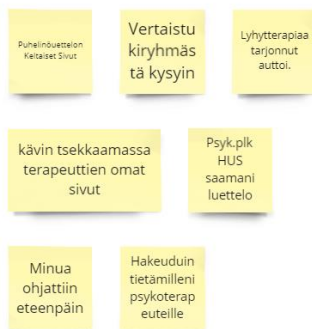 Puhelinöuettelon
Keltaiset Sivut
Vertaistu
kiryhmäs
tä kysyin
Lyhytterapiaa
tarjonnut
auttoi.
kävin tsekkaamassa
terapeuttien omat
sivut
Psyk.plk
HUS
saamani
luettelo
Minua
ohjattiin
eteenpäin
Hakeuduin
tietämilleni
psykoterap
euteille